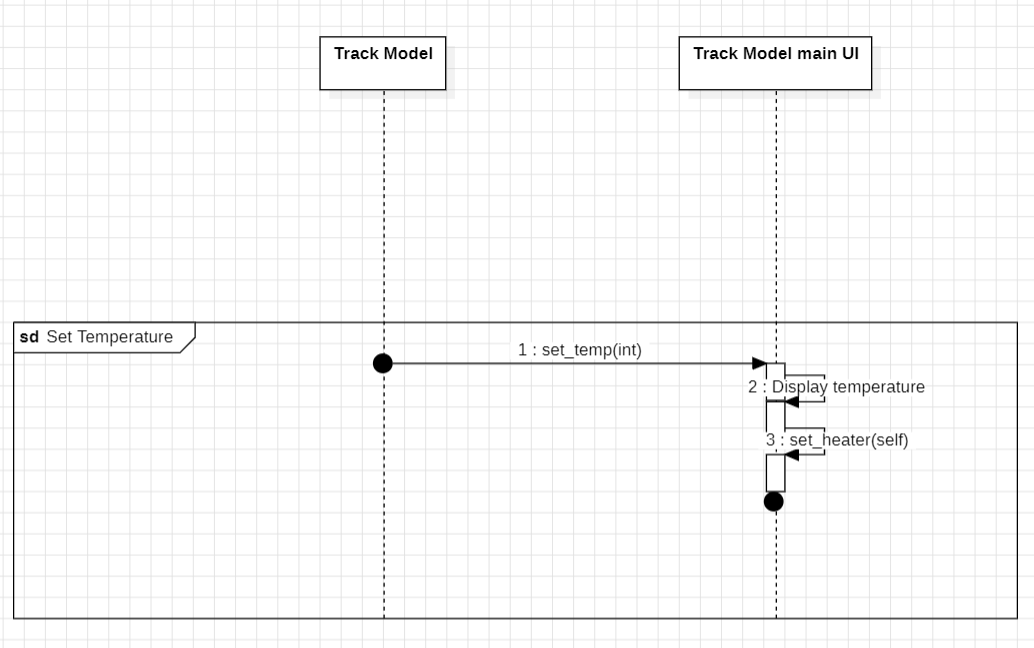 Track Model
Track Model main UI
sd Set Temperature
1 : set_temp(int)
2 : Display temperature
3 : set_heater(self)